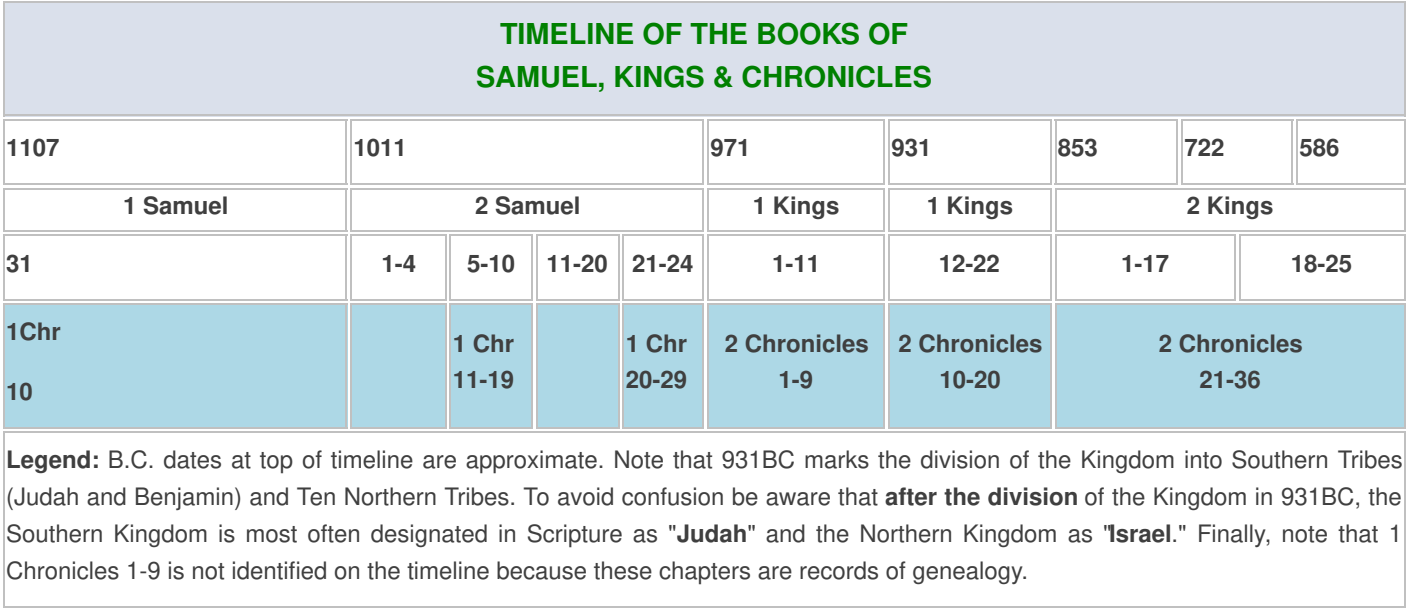 TIMELINE OF THE BOOKS OF
SAMUEL, KINGS & CHRONICLES
1107 1011 971 931 853 722 586
1 Samuel 2 Samuel 1 Kings 1 Kings 2 Kings
31 1-4 5-10 11-20 21-24 1-11 12-22 1-17 18-25
1Chr
10
1 Chr
11-19
1 Chr
20-29
2 Chronicles
1-9
2 Chronicles
10-20
2 Chronicles
21-36
Legend: B.C. dates at top of timeline are approximate. Note that 931BC marks the division of the Kingdom into Southern Tribes
(Judah and Benjamin) and Ten Northern Tribes. To avoid confusion be aware that after the division of the Kingdom in 931BC, the
Southern Kingdom is most often designated in Scripture as "Judah" and the Northern Kingdom as "Israel." Finally, note that 1
Chronicles 1-9 is not identified on the timeline because these chapters are records of genealogy.